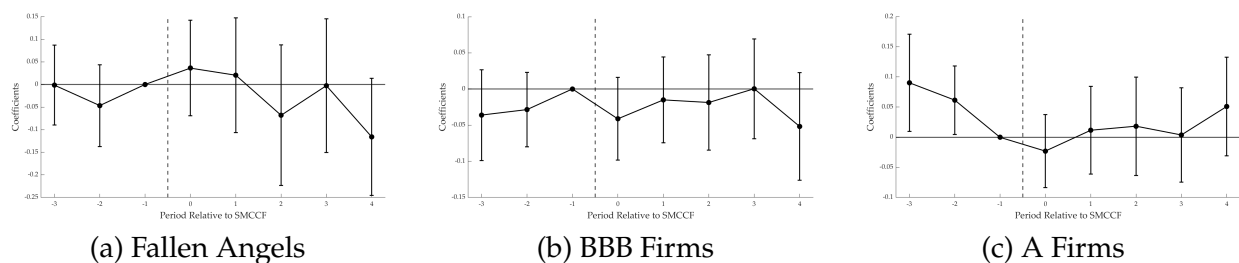 0.15
0.1
0.05
0
-0.05
-0.1
-0.15
-0.2
-0.25
Coefficients
-3 -2 -1 0 1 2 3 4
Period Relative to SMCCF
(a) Fallen Angels
0.1
0.05
0
-0.05
-0.1
-0.15
Coefficients
-3 -2 -1 0 1 2 3 4
Period Relative to SMCCF
(b) BBB Firms
0.2
0.15
0.1
0.05
0
-0.05
-0.1
Coefficients
-3 -2 -1 0 1 2 3 4
Period Relative to SMCCF
(c) A Firms